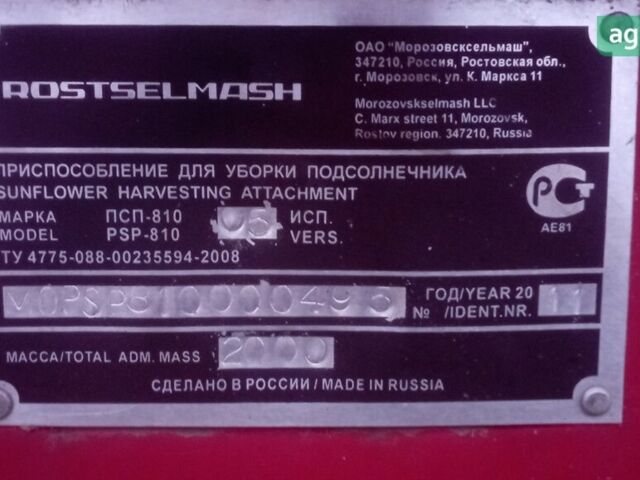 ag
ROSTSELMASH
ОАО "Морозовсксельмаш",
347210, Россия, Ростовская обл.,
г. Морозовск, ул. К. Маркса 11
Morozovskselmash LLC
C. Marx street 11, Morozovsk,
Rostov region. 347210, Russia
ПРИСПОСОБЛЕНИЕ ДЛЯ УБОРКИ ПОДСОЛНЕЧНИКА
SUNFLOWER HARVESTING ATTACHMENT
МАРКА ПСП-810 05 ИСП.
MODEL PSP-810 VERS.
РСТ
АЕ81
ТУ 4775-088-00235594-2008
ГОД/YEAR 20 11
№ /IDENT.NR.
МАССА/TOTAL ADM. MASS 2000
СДЕЛАНО В РОССИИ / MADE IN RUSSIA